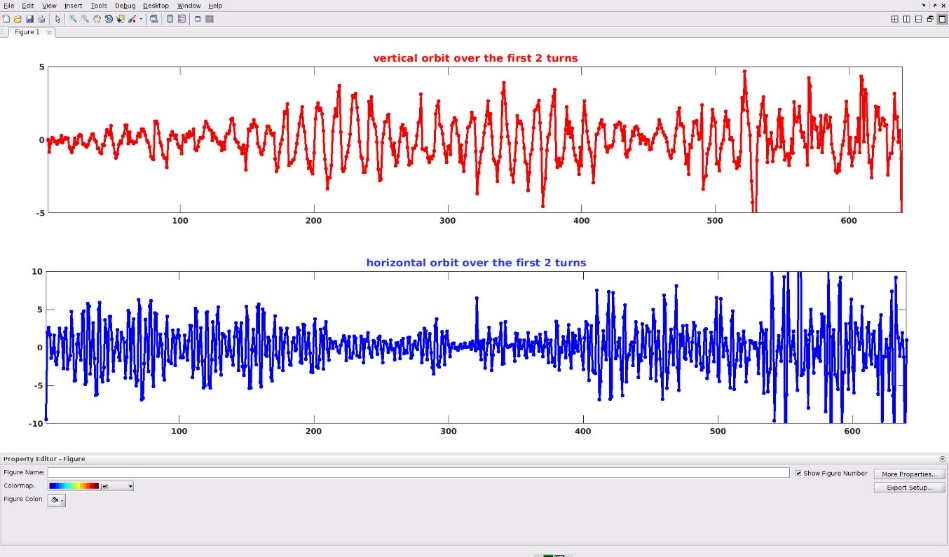 File Edit View Insert Tools Debug Desktop Window Help
Figure 1
vertical orbit over the first 2 turns
5
0
-5
100 200 300 400 500 600
horizontal orbit over the first 2 turns
10
5
0
-5
-10
100 200 300 400 500 600
Property Editor - Figure
Figure Name: Show Figure Number More Properties...
Colormap: jet Export Setup...
Figure Color: